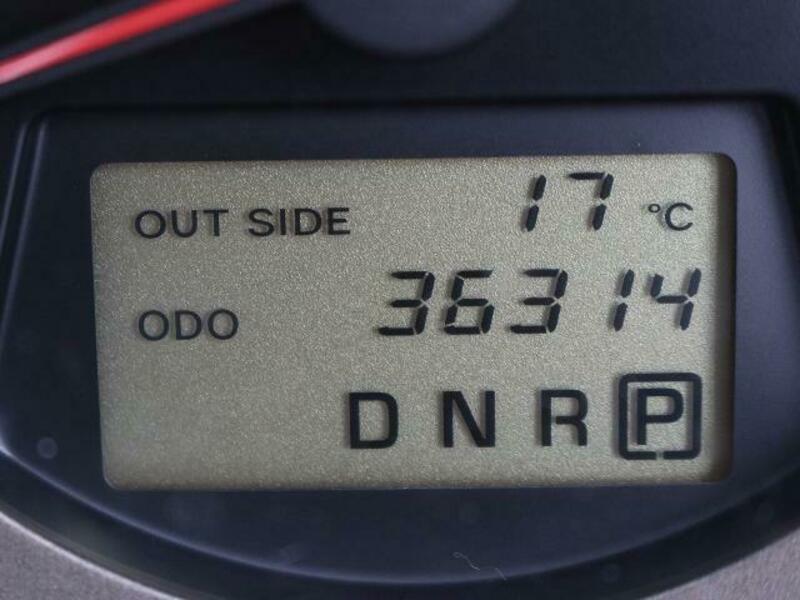 OUT SIDE 17 °C
ODO 36314
D N R P